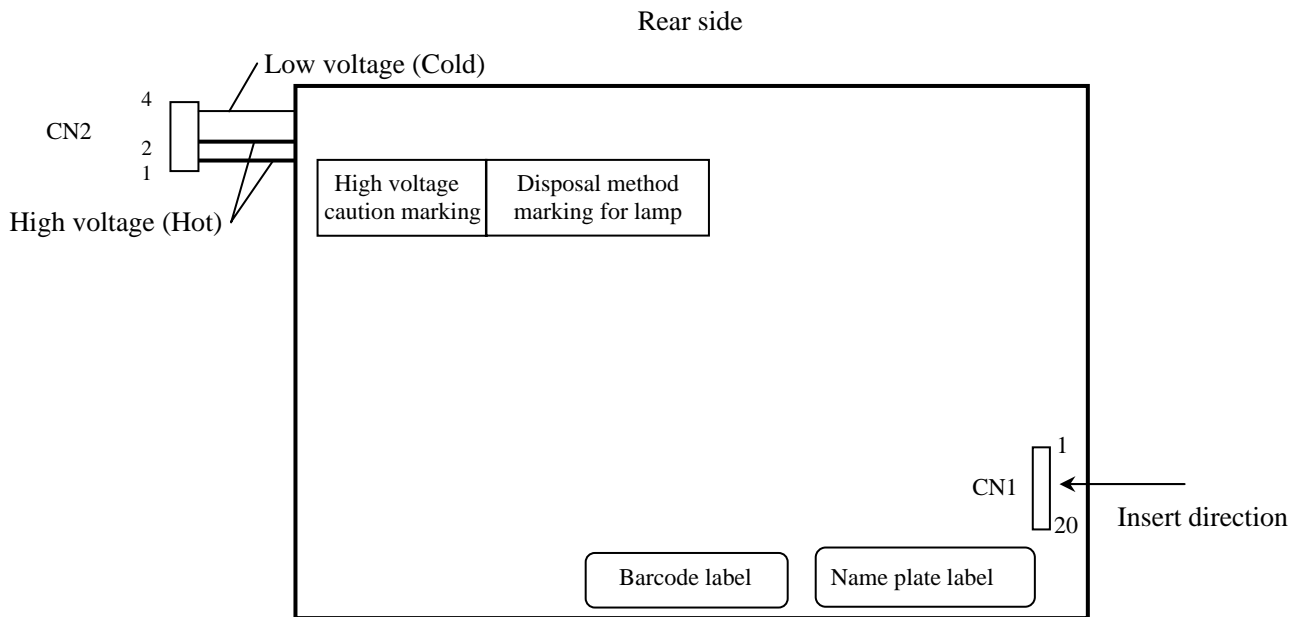 Rear side
Low voltage (Cold)
4
CN2
2
1
High voltage (Hot)
High voltage
caution marking
Disposal method
marking for lamp
1
CN1
20
Insert direction
Barcode label
Name plate label